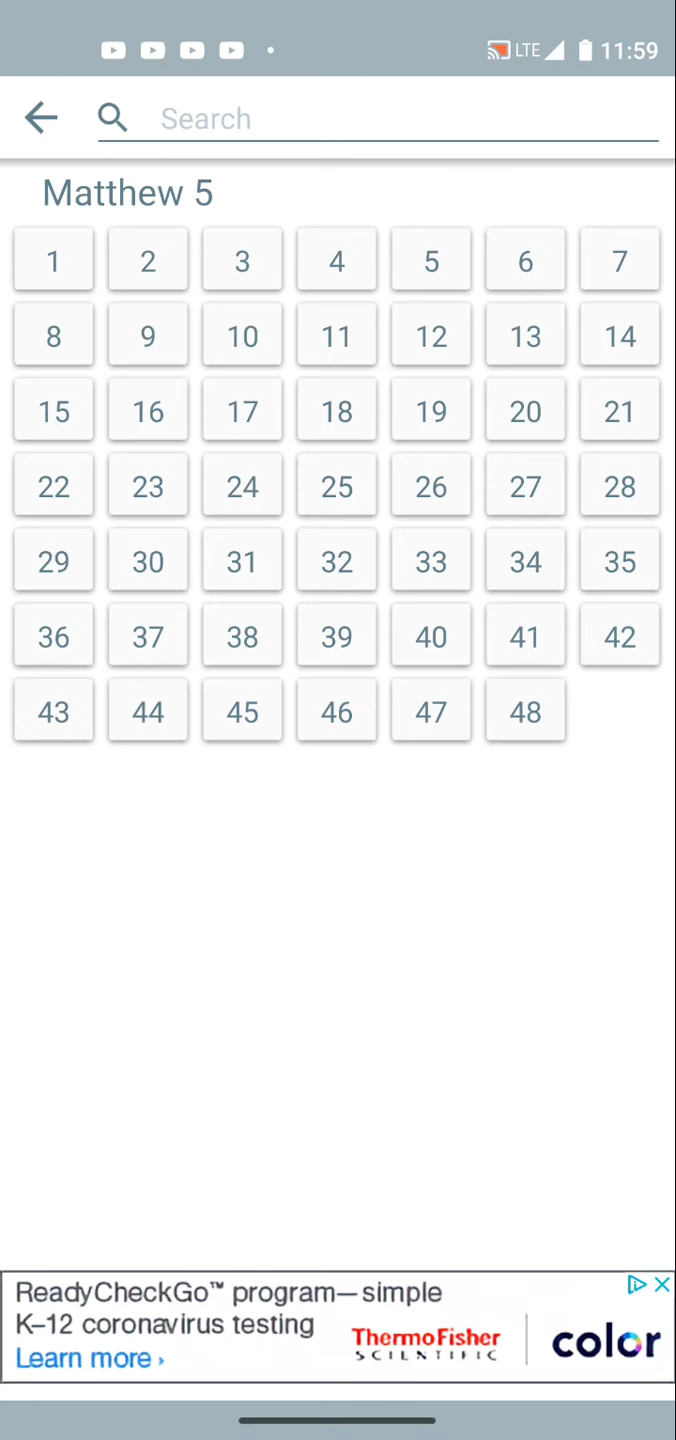 LTE 11:59
Search
Matthew 5
1 2 3 4 5 6 7
8 9 10 11 12 13 14
15 16 17 18 19 20 21
22 23 24 25 26 27 28
29 30 31 32 33 34 35
36 37 38 39 40 41 42
43 44 45 46 47 48
ReadyCheckGo™ program—simple
K–12 coronavirus testing
Learn more ›
ThermoFisher
SCIENTIFIC
color